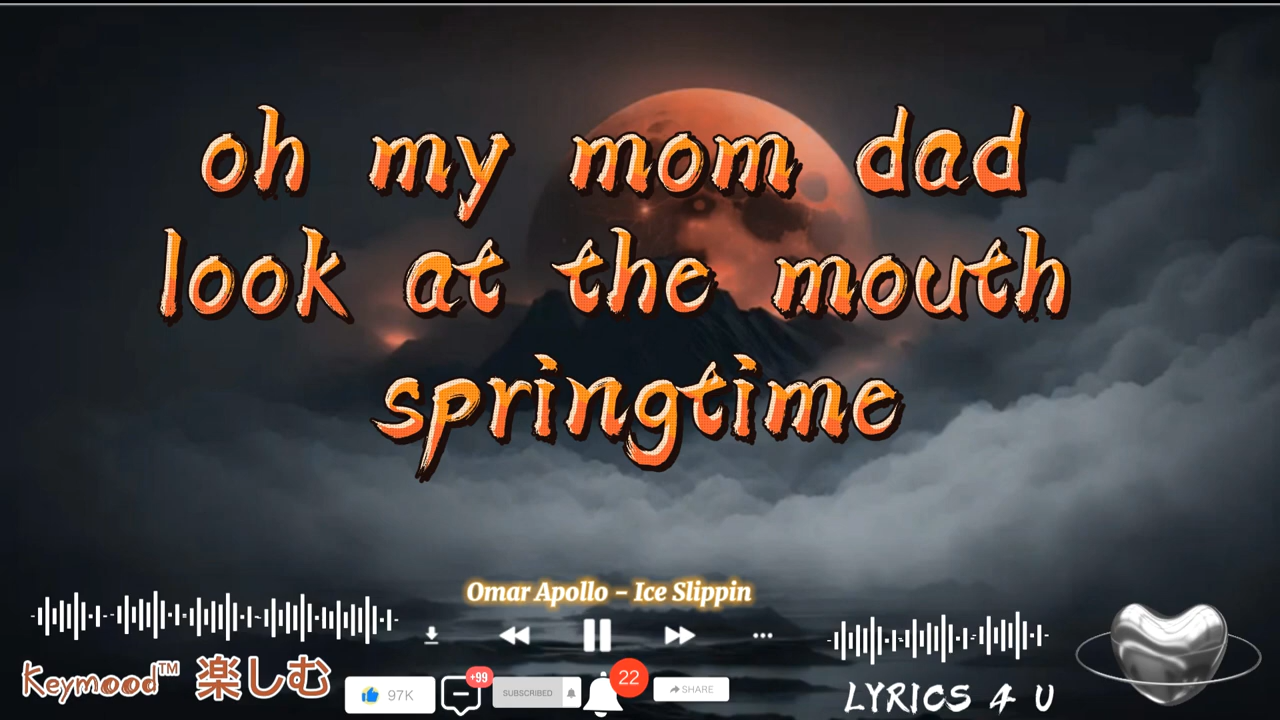 oh my mom dad
look at the mouth
springtime
Omar Apollo - Ice Slippin
Keymood™ 楽しむ
97K
+99
SUBSCRIBED
22
SHARE
LYRICS 4 U